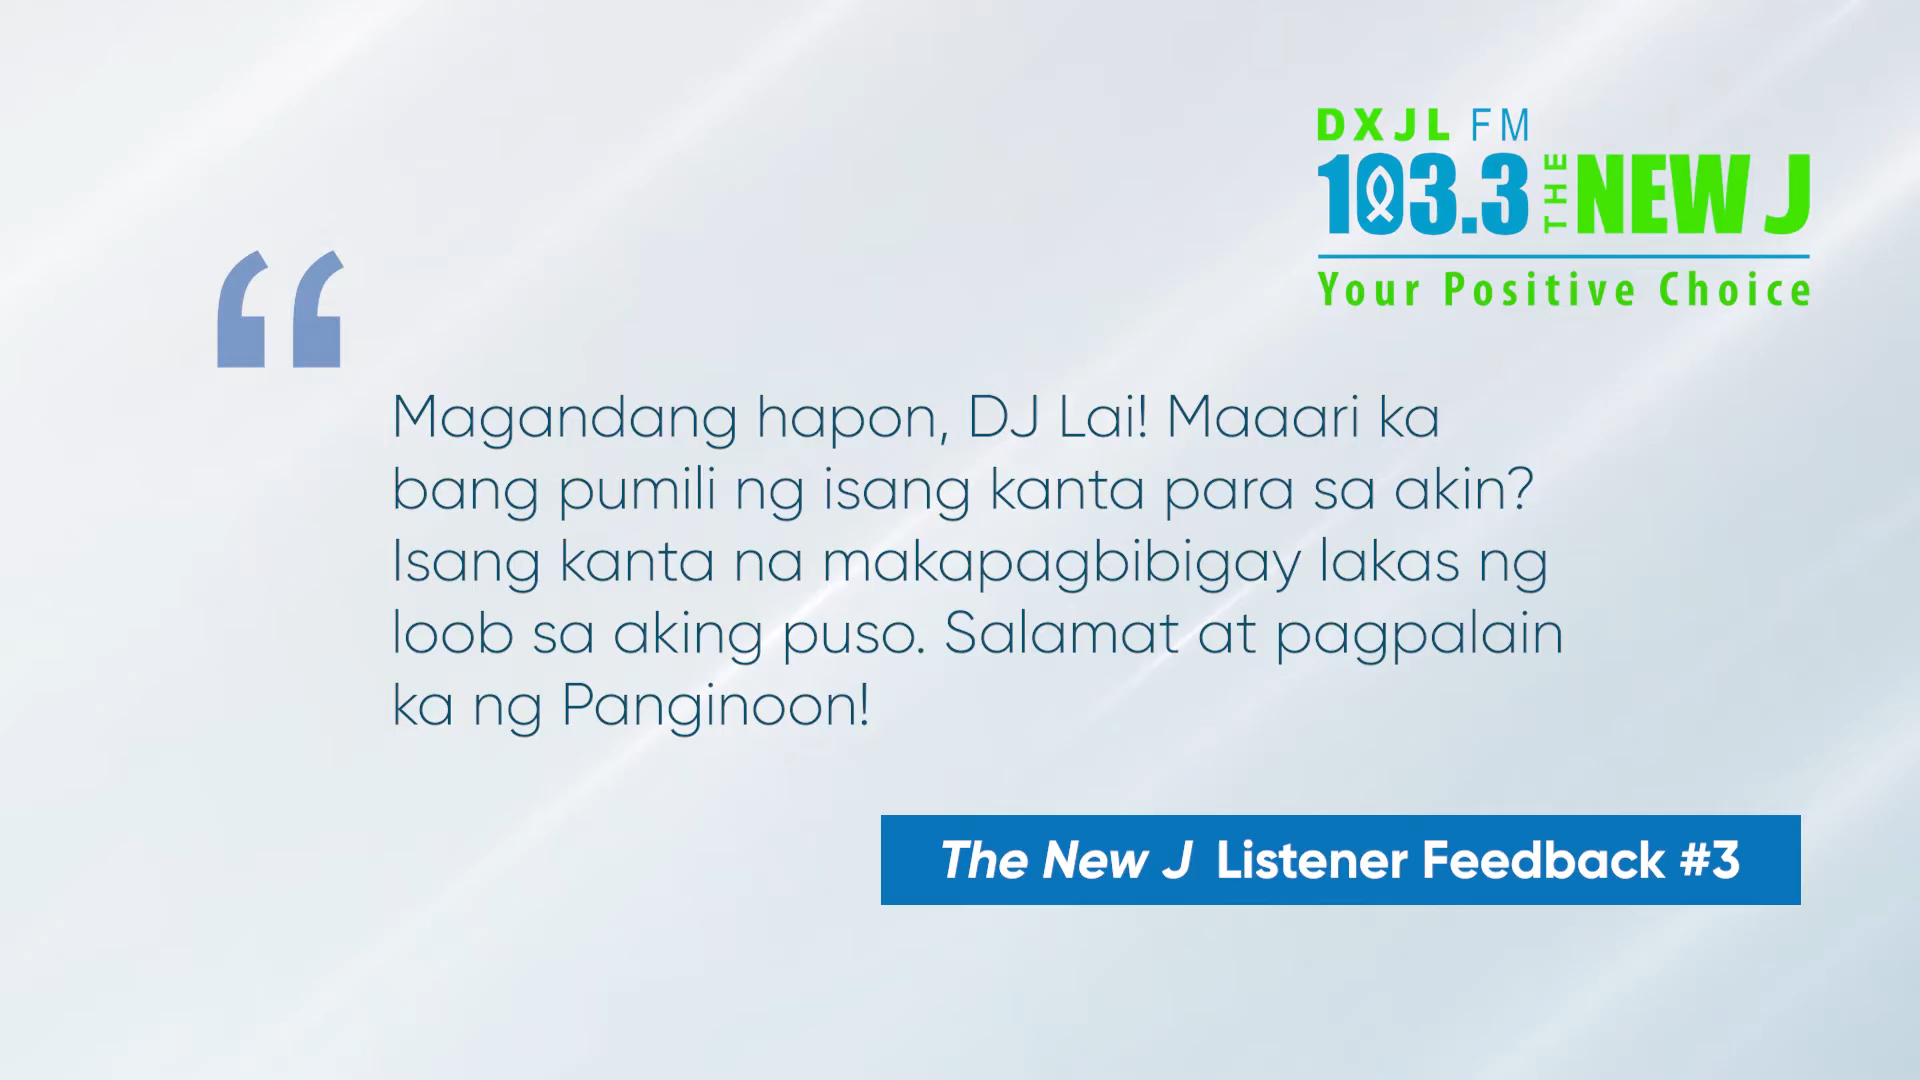 DXJL FM
103.3 THE NEW J
Your Positive Choice
“
Magandang hapon, DJ Lai! Maaari ka
bang pumili ng isang kanta para sa akin?
Isang kanta na makapagbibigay lakas ng
loob sa aking puso. Salamat at pagpalain
ka ng Panginoon!
The New J Listener Feedback #3